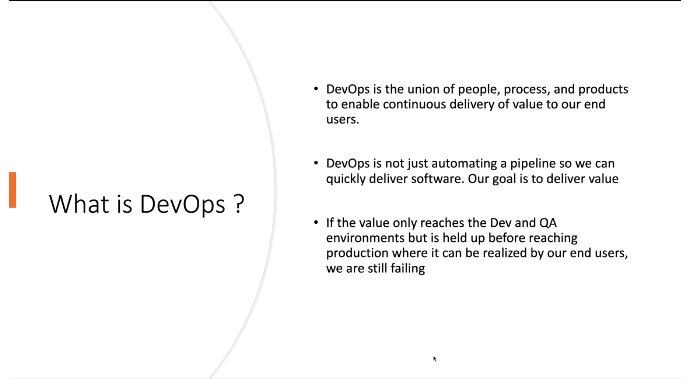 What is DevOps ?
• DevOps is the union of people, process, and products
to enable continuous delivery of value to our end
users.
• DevOps is not just automating a pipeline so we can
quickly deliver software. Our goal is to deliver value
• If the value only reaches the Dev and QA
environments but is held up before reaching
production where it can be realized by our end users,
we are still failing